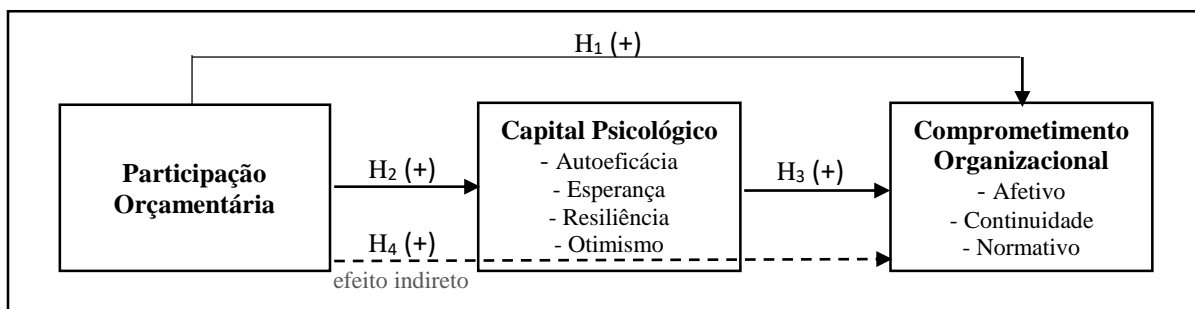 H₁ (+)
Participação
Orçamentária
H₂ (+)
H₄ (+)
efeito indireto
Capital Psicológico
- Autoeficácia
- Esperança
- Resiliência
- Otimismo
H₃ (+)
Comprometimento
Organizacional
- Afetivo
- Continuidade
- Normativo